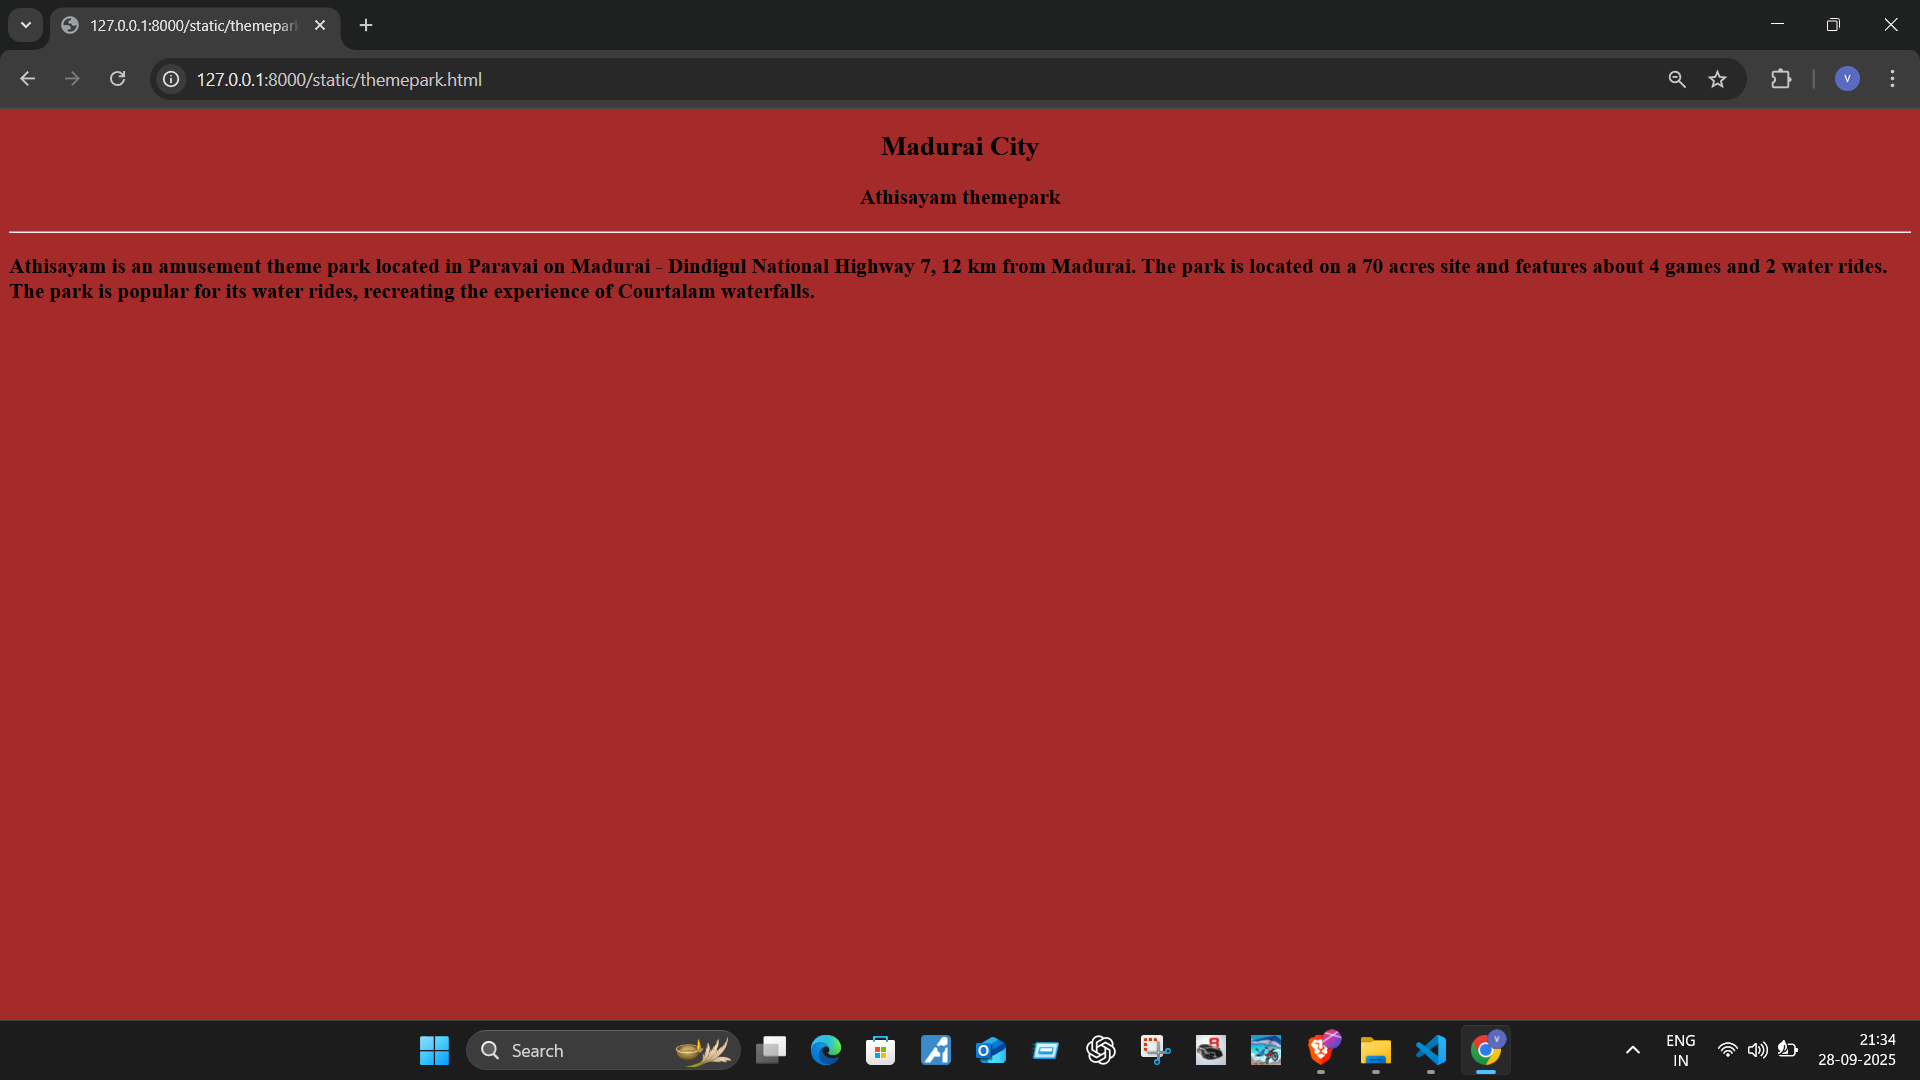 127.0.0.1:8000/static/themepark
127.0.0.1:8000/static/themepark.html
V
Madurai City
Athisayam themepark
Athisayam is an amusement theme park located in Paravai on Madurai - Dindigul National Highway 7, 12 km from Madurai. The park is located on a 70 acres site and features about 4 games and 2 water rides.
The park is popular for its water rides, recreating the experience of Courtalam waterfalls.
Search
ENG
IN
21:34
28-09-2025